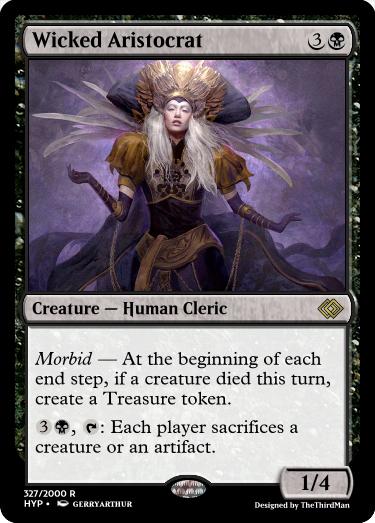 Wicked Aristocrat 3
Creature — Human Cleric
Morbid — At the beginning of each
end step, if a creature died this turn,
create a Treasure token.
3 , : Each player sacrifices a
creature or an artifact.
1/4
327/2000 R
HYP • GERRYARTHUR
Designed by TheThirdMan